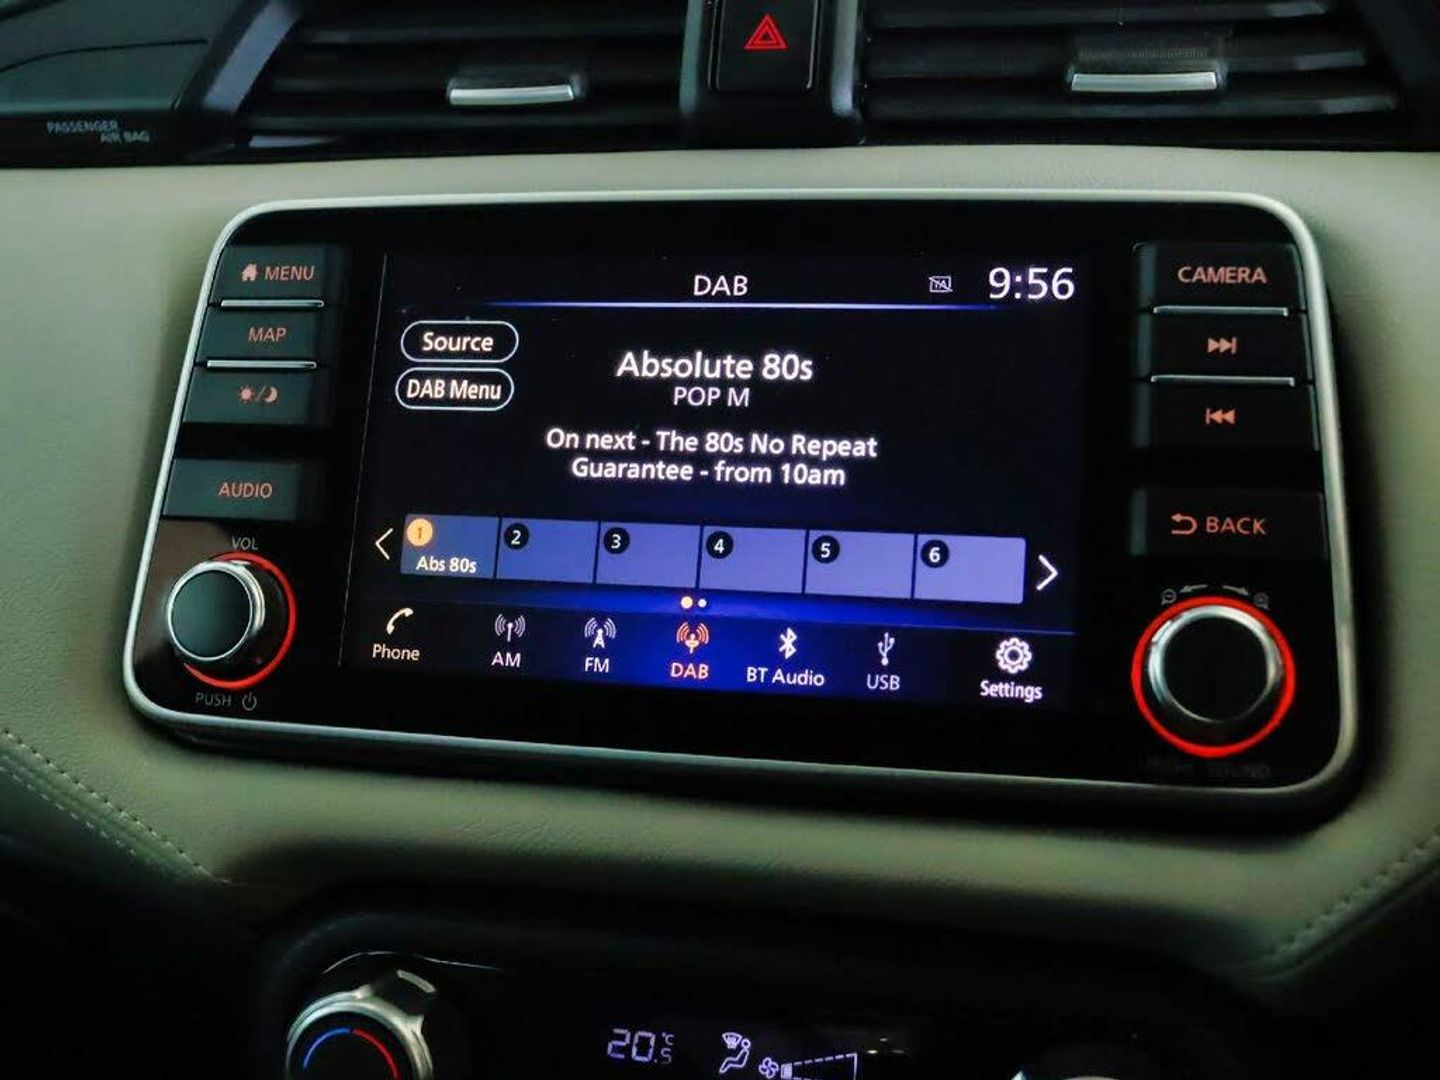 PASSENGER
AIR BAG
MENU
MAP
AUDIO
VOL
PUSH
DAB
TA
9:56
Source
DAB Menu
Absolute 80s
POP M
On next - The 80s No Repeat
Guarantee - from 10am
1
Abs 80s
2
3
4
5
6
Phone
AM
FM
DAB
BT Audio
USB
Settings
CAMERA
BACK
SOUND
20.5°C